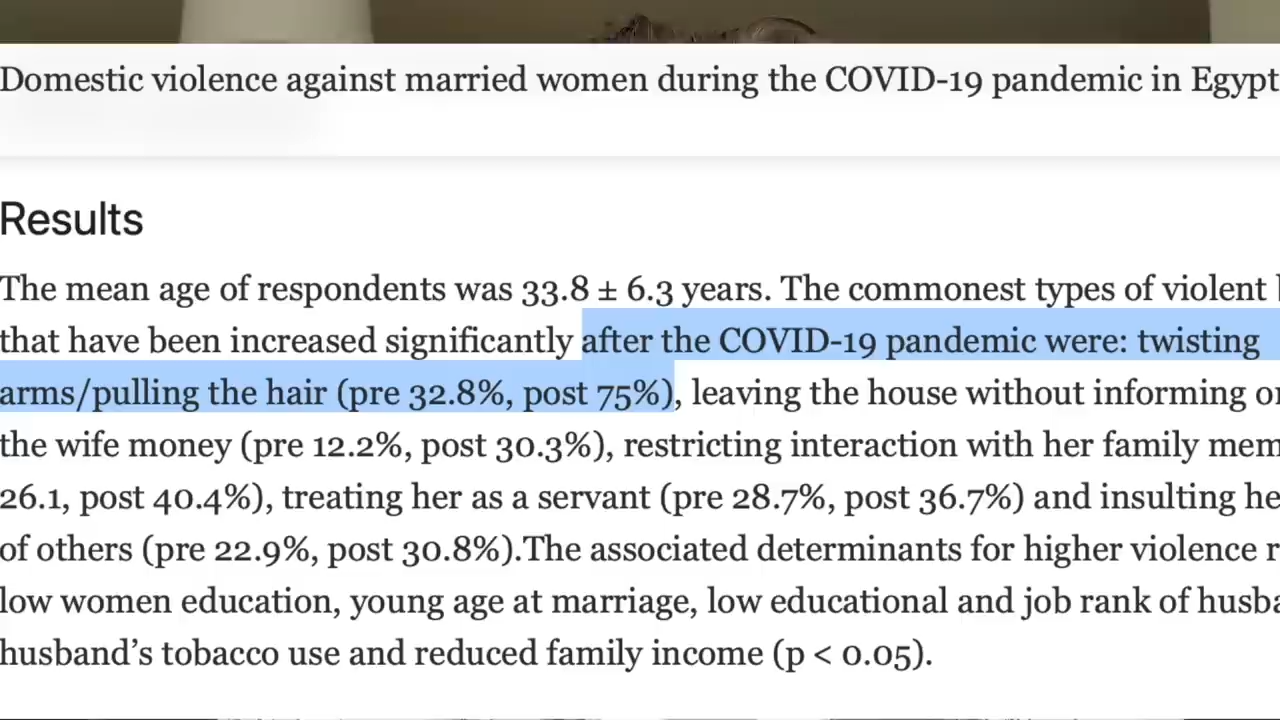 Domestic violence against married women during the COVID-19 pandemic in Egypt
Results
The mean age of respondents was 33.8 ± 6.3 years. The commonest types of violent
that have been increased significantly after the COVID-19 pandemic were: twisting
arms/pulling the hair (pre 32.8%, post 75%), leaving the house without informing or
the wife money (pre 12.2%, post 30.3%), restricting interaction with her family mem
26.1, post 40.4%), treating her as a servant (pre 28.7%, post 36.7%) and insulting he
of others (pre 22.9%, post 30.8%).The associated determinants for higher violence r
low women education, young age at marriage, low educational and job rank of husba
husband’s tobacco use and reduced family income (p < 0.05).